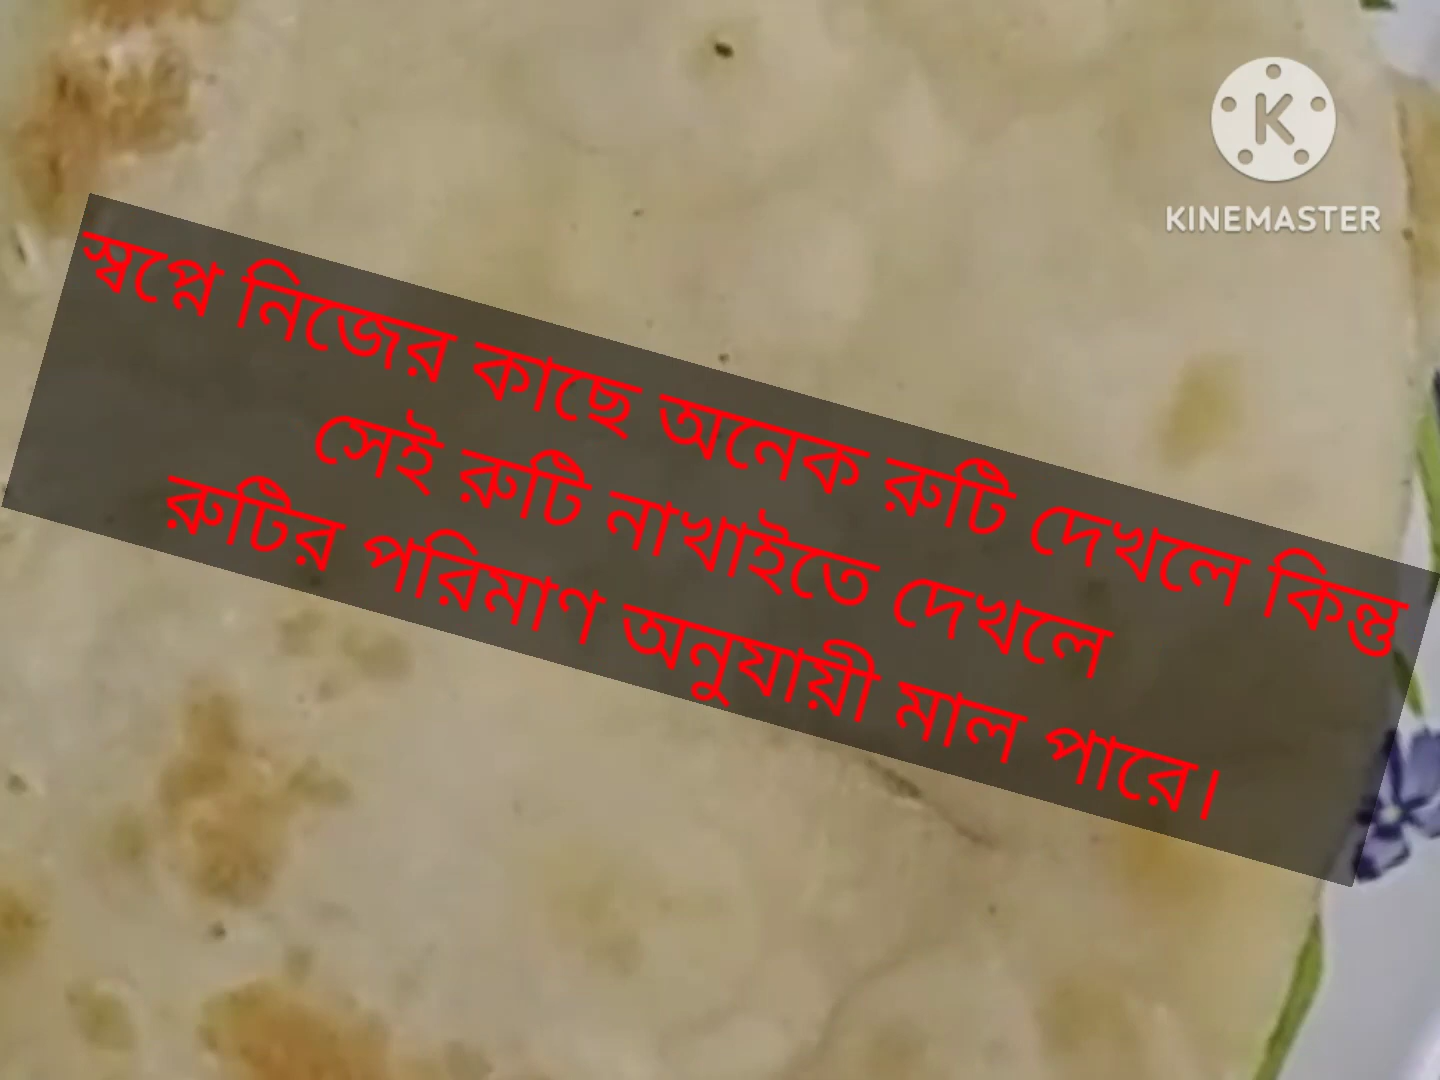 KINEMASTER
স্বপ্নে নিজের কাছে অনেক রুটি দেখলে কিন্তু
সেই রুটি নাখাইতে দেখলে
রুটির পরিমাণ অনুযায়ী মাল পারে।